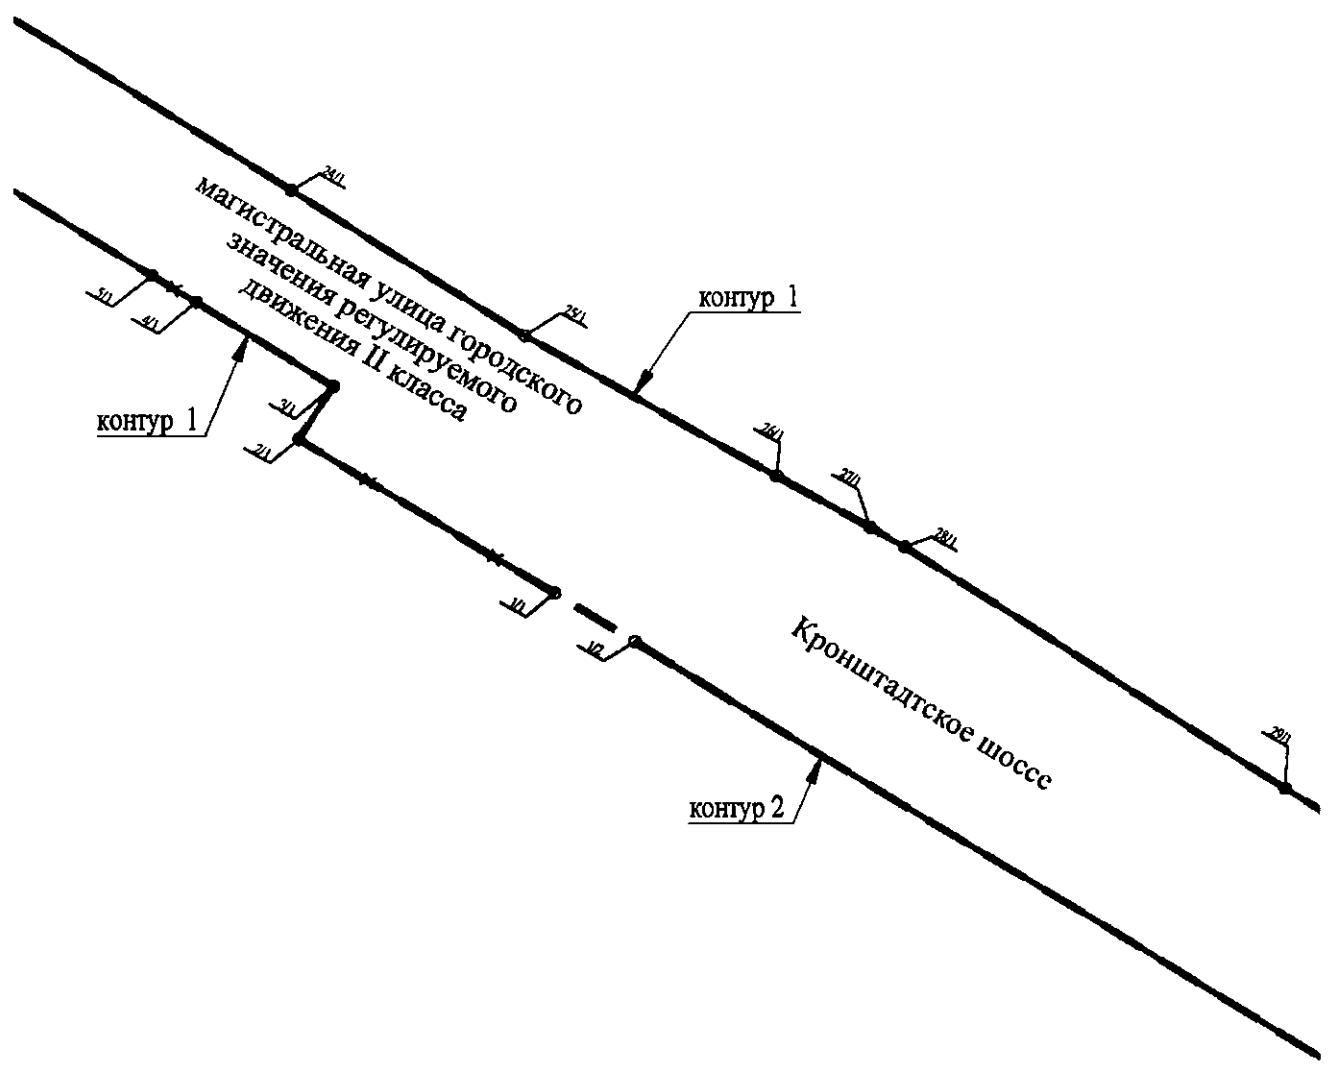 24/1
магистральная улица городского
значения регулируемого
движения II класса
5/1
4/1
25/1
контур 1
3/1
контур 1
2/1
26/1
27/1
28/1
1/1
1/2
Кронштадтское шоссе
29/1
контур 2